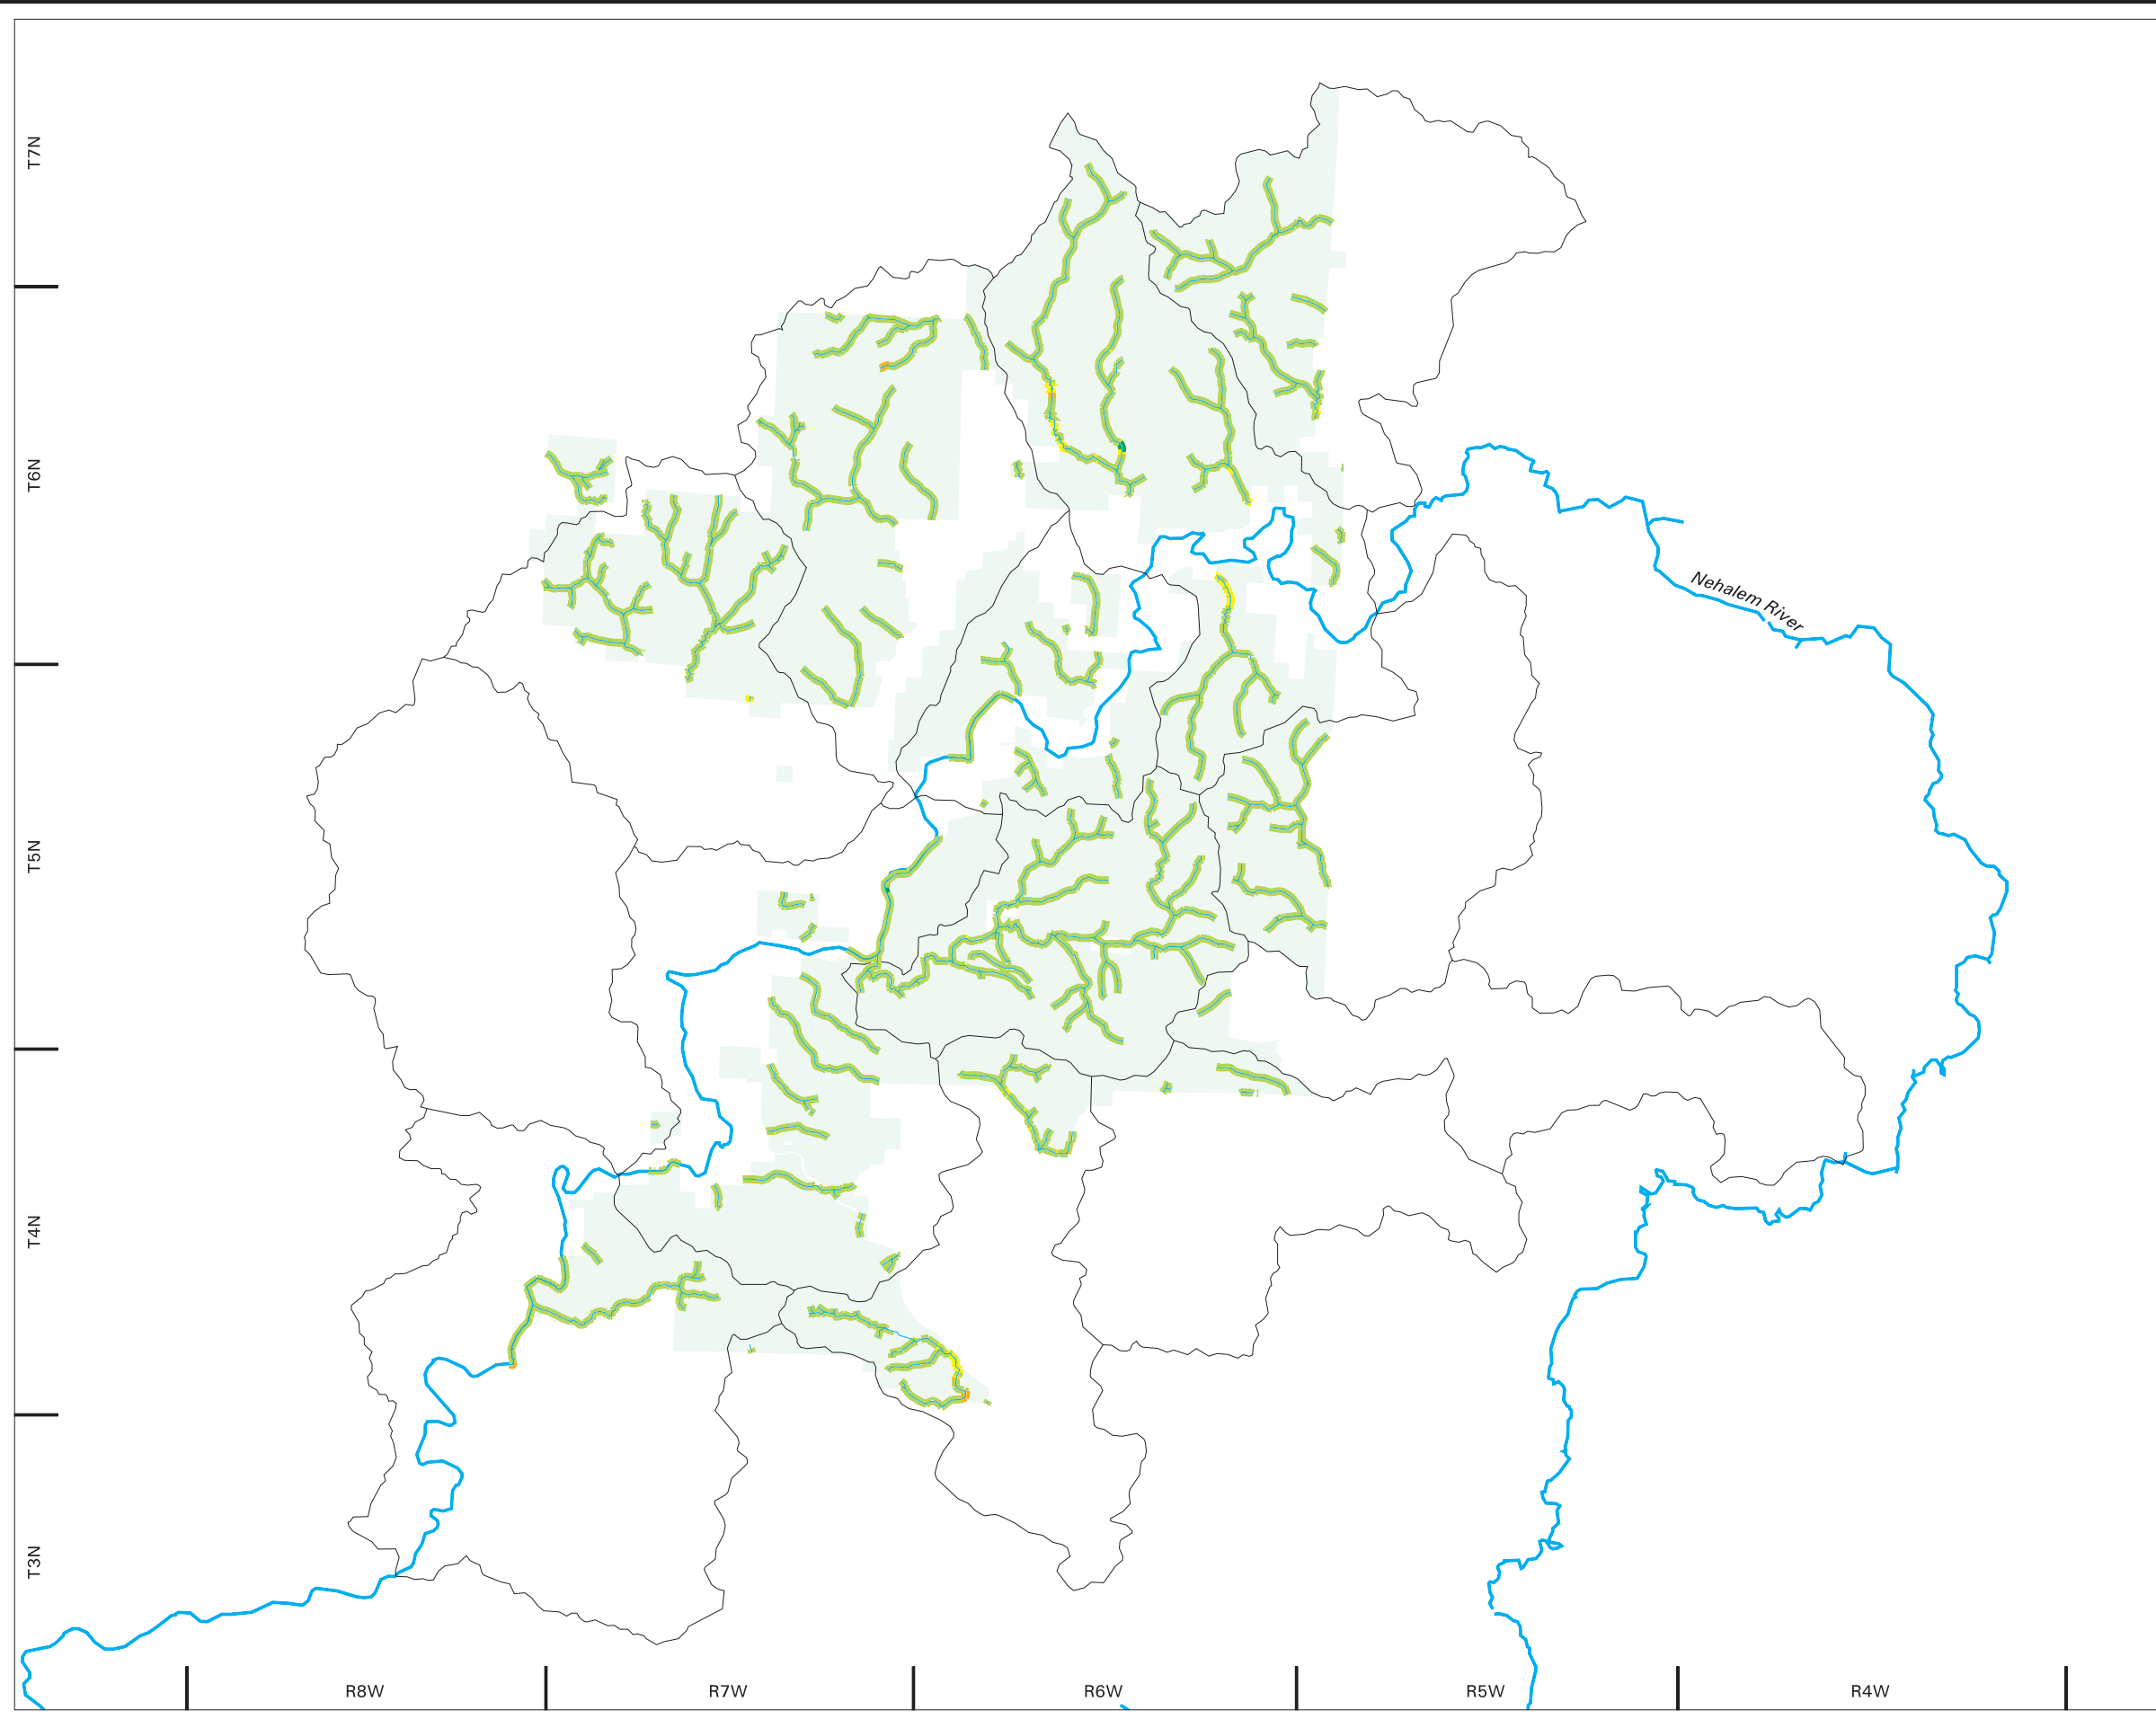 T7N
T6N
Nehalem River
T5N
T4N
T3N
R8W
R7W
R6W
R5W
R4W